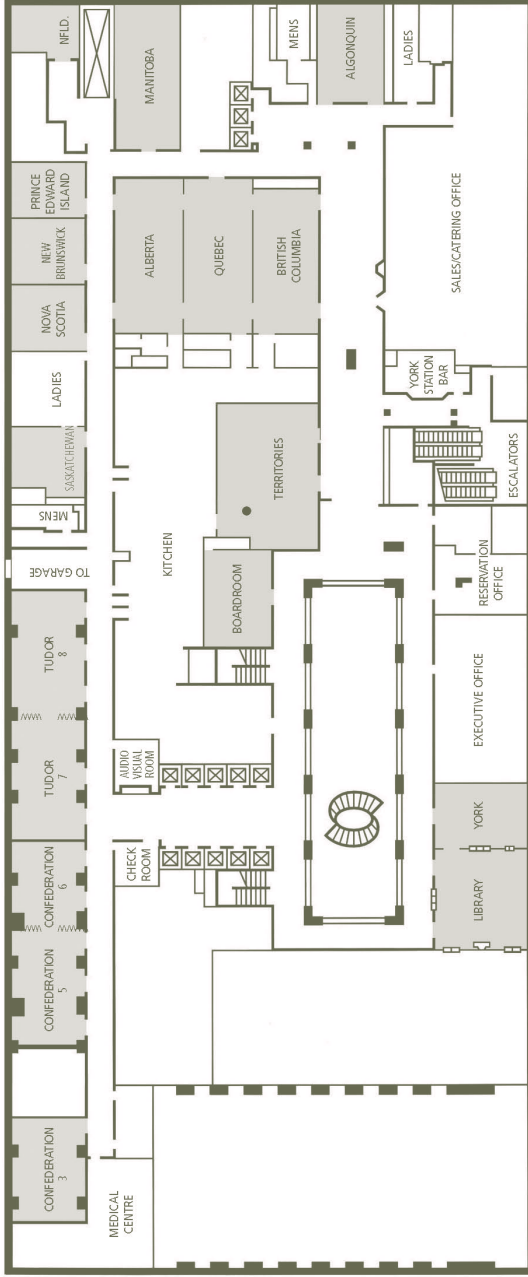 CONFEDERATION
3
CONFEDERATION
5
CONFEDERATION
6
TUDOR
7
TUDOR
8
TO GARAGE
MENS
SASKATCHEWAN
LADIES
NOVA
SCOTIA
NEW
BRUNSWICK
PRINCE
EDWARD
ISLAND
NFLD.
MEDICAL
CENTRE
CHECK
ROOM
AUDIO
VISUAL
ROOM
KITCHEN
ALBERTA
MANITOBA
BOARDROOM
TERRITORIES
QUEBEC
BRITISH
COLUMBIA
MENS
ALGONQUIN
LADIES
LIBRARY
YORK
EXECUTIVE OFFICE
RESERVATION
OFFICE
ESCALATORS
YORK
STATION
BAR
SALES/CATERING OFFICE